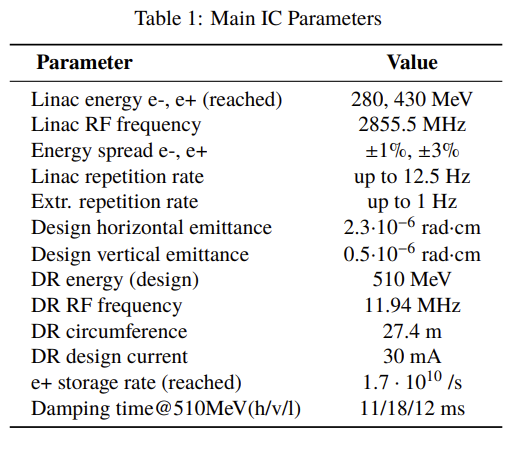 Table 1: Main IC Parameters
Parameter Value
Linac energy e-, e+ (reached) 280, 430 MeV
Linac RF frequency 2855.5 MHz
Energy spread e-, e+ ±1%, ±3%
Linac repetition rate up to 12.5 Hz
Extr. repetition rate up to 1 Hz
Design horizontal emittance 2.3·10⁻⁶ rad·cm
Design vertical emittance 0.5·10⁻⁶ rad·cm
DR energy (design) 510 MeV
DR RF frequency 11.94 MHz
DR circumference 27.4 m
DR design current 30 mA
e+ storage rate (reached) 1.7 · 10¹⁰ /s
Damping time@510MeV(h/v/l) 11/18/12 ms